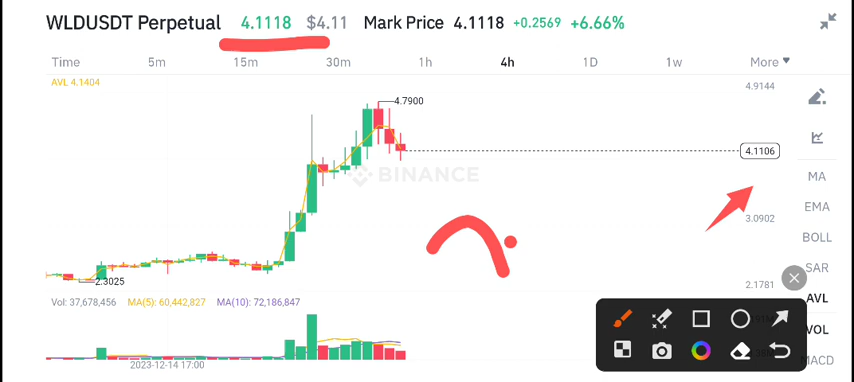 WLDUSDT Perpetual 4.1118 $4.11 Mark Price 4.1118 +0.2569 +6.66%
Time 5m 15m 30m 1h 4h 1D 1w More
AVL 4.1404
4.9144
4.7900
4.1106
BINANCE
MA
EMA
3.0902
BOLL
SAR
2.3025
2.1781
AVL
Vol: 37,678,456 MA(5): 60,442,827 MA(10): 72,186,847
VOL
MACD
2023-12-14 17:00